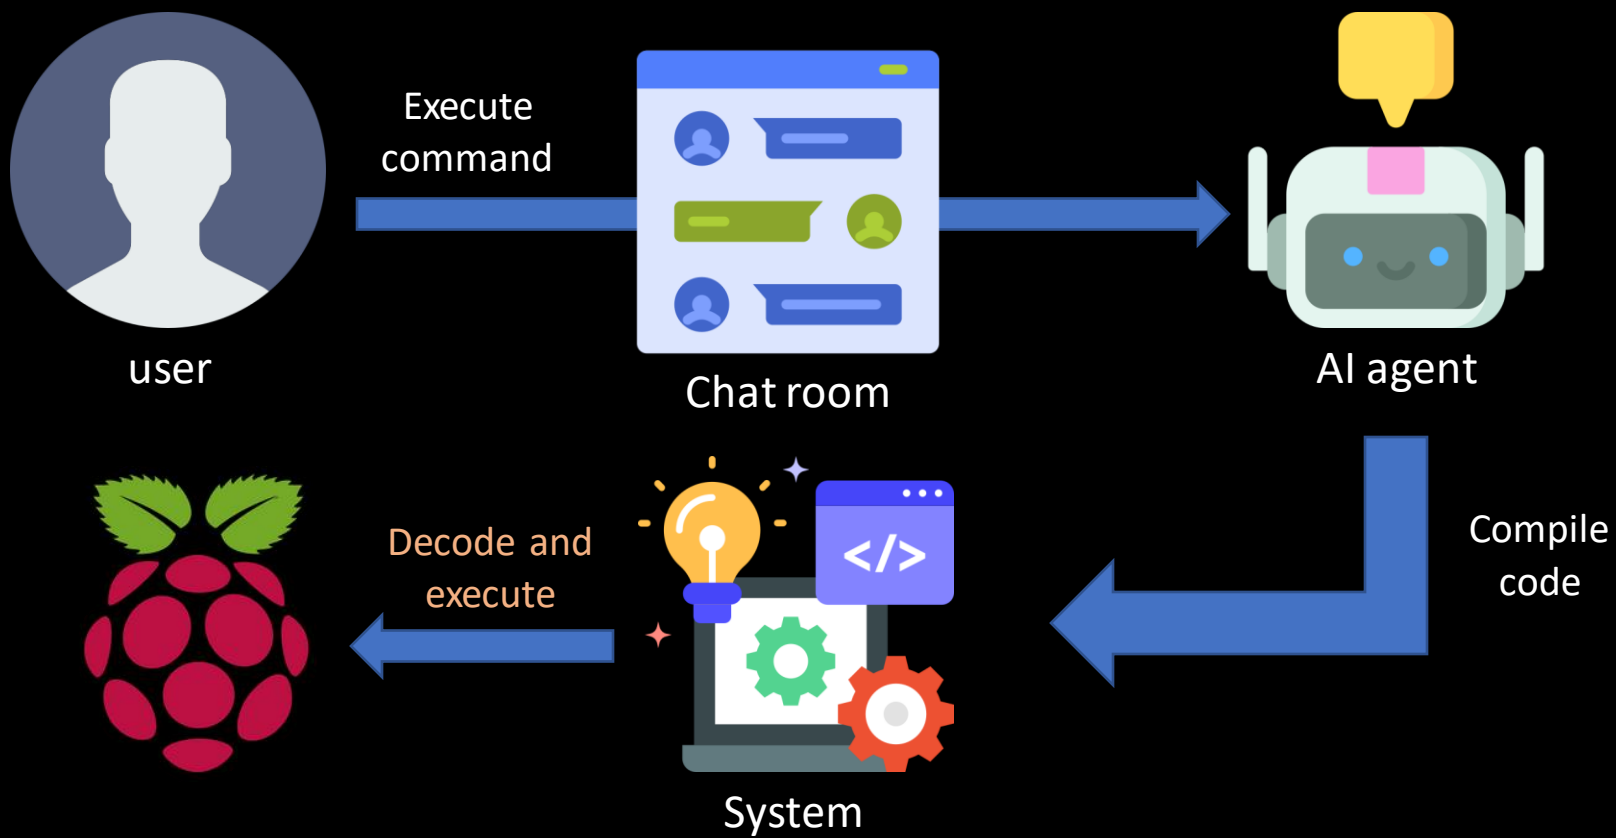 Execute
command
user
Chat room
AI agent
Decode and
execute
</>
Compile
code
System